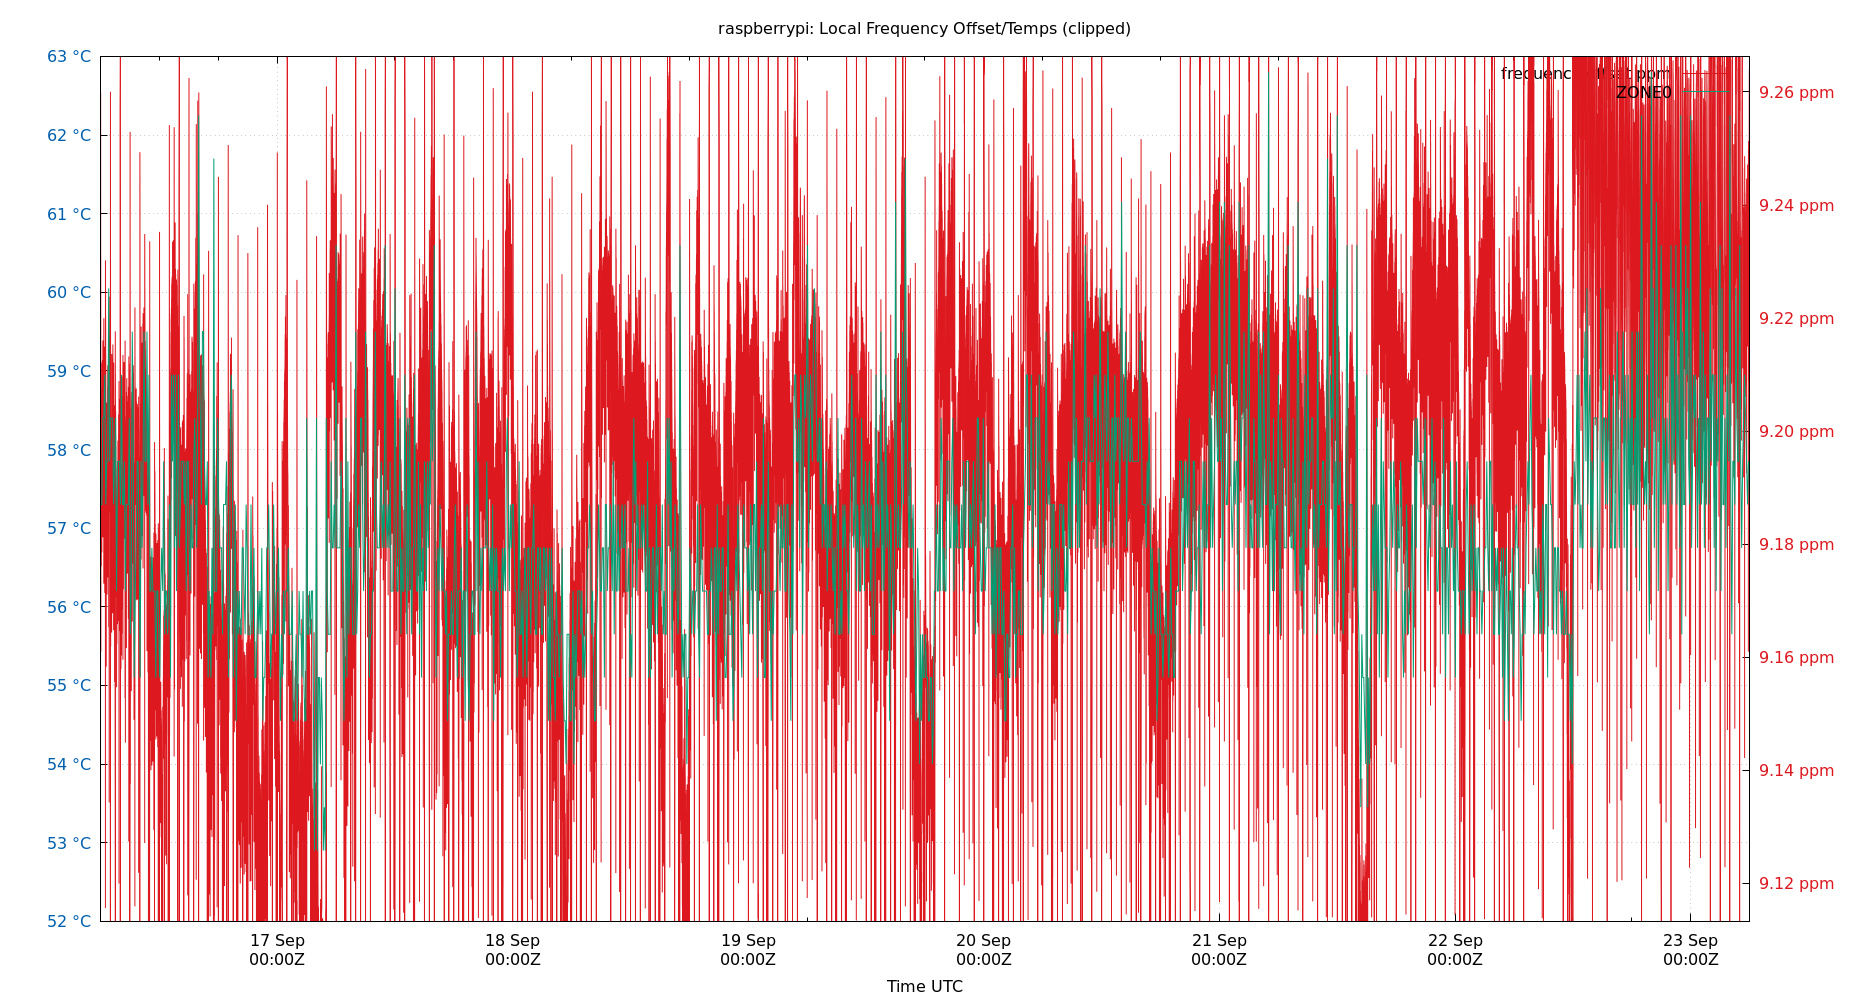 raspberrypi: Local Frequency Offset/Temps (clipped)
63 °C
62 °C
61 °C
60 °C
59 °C
58 °C
57 °C
56 °C
55 °C
54 °C
53 °C
52 °C
frequency offset ppm
ZONE0
9.26 ppm
9.24 ppm
9.22 ppm
9.20 ppm
9.18 ppm
9.16 ppm
9.14 ppm
9.12 ppm
17 Sep
00:00Z
18 Sep
00:00Z
19 Sep
00:00Z
20 Sep
00:00Z
21 Sep
00:00Z
22 Sep
00:00Z
23 Sep
00:00Z
Time UTC